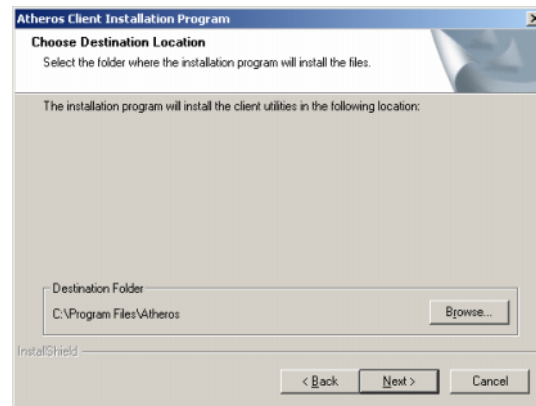 Atheros Client Installation Program
Choose Destination Location
Select the folder where the installation program will install the files.
The installation program will install the client utilities in the following location:
Destination Folder
C:\Program Files\Atheros
Browse...
InstallShield
< Back
Next >
Cancel